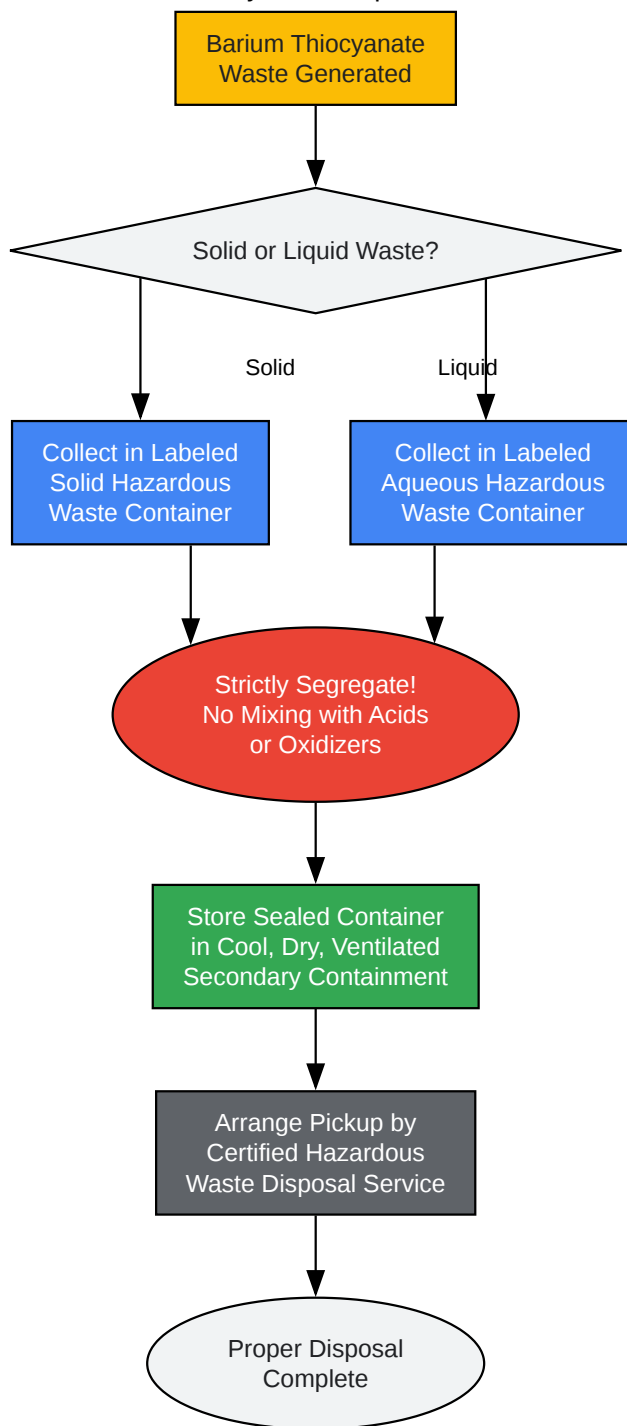 Barium Thiocyanate
Waste Generated
Solid or Liquid Waste?
Solid
Liquid
Collect in Labeled
Solid Hazardous
Waste Container
Collect in Labeled
Aqueous Hazardous
Waste Container
Strictly Segregate!
No Mixing with Acids
or Oxidizers
Store Sealed Container
in Cool, Dry, Ventilated
Secondary Containment
Arrange Pickup by
Certified Hazardous
Waste Disposal Service
Proper Disposal
Complete